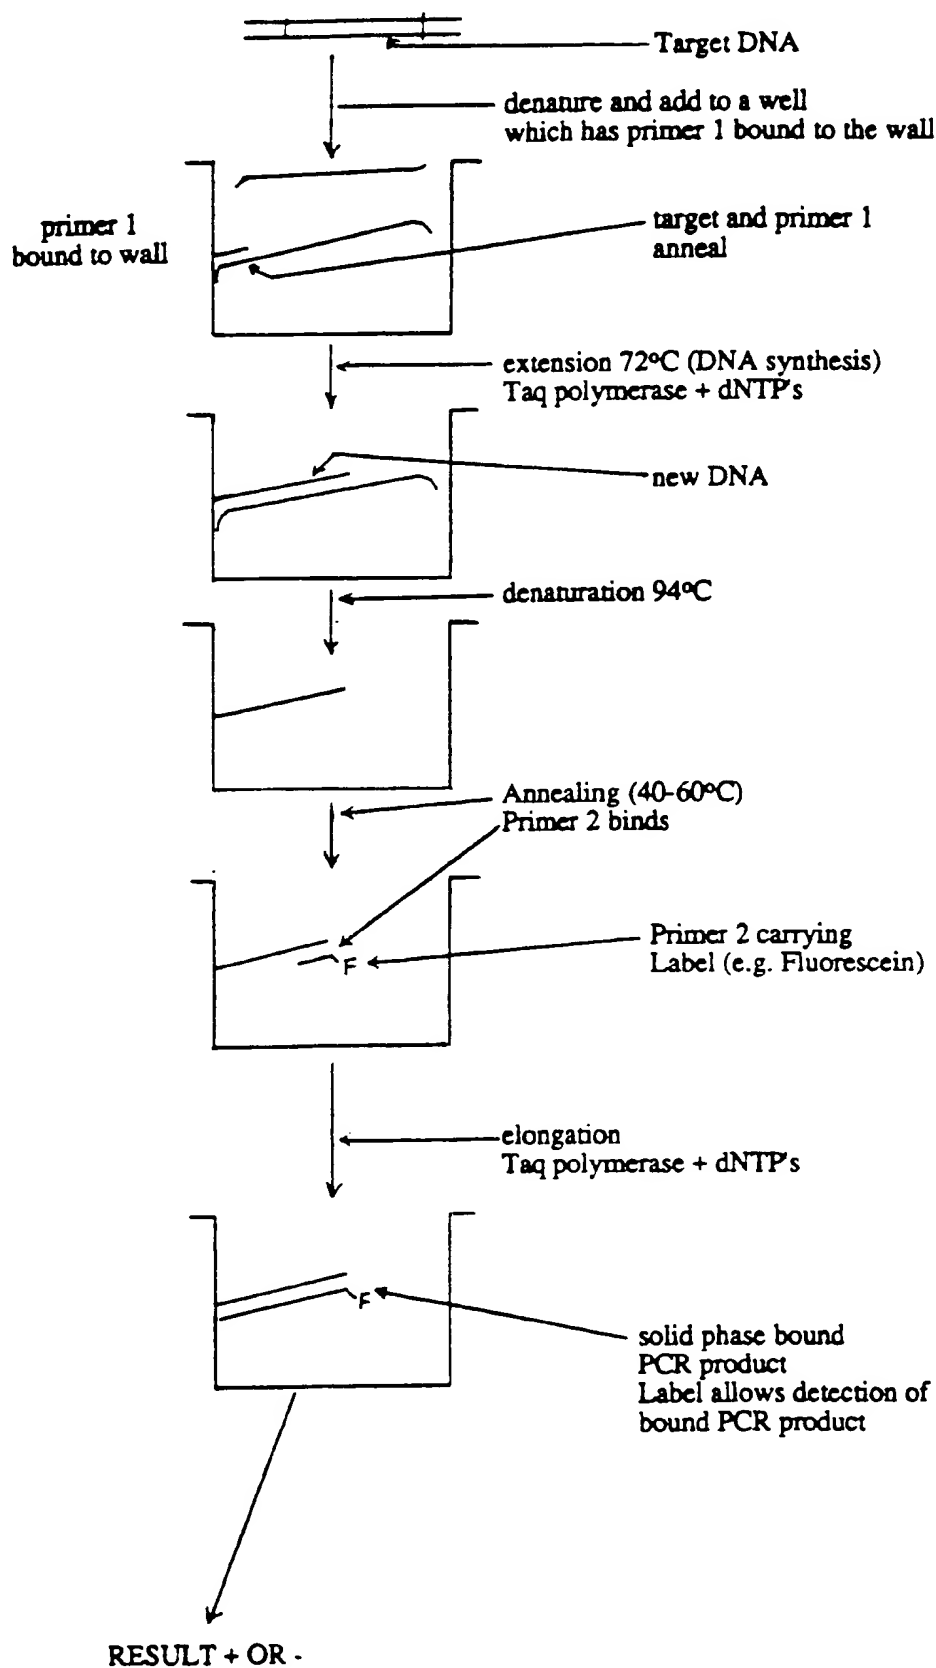 Target DNA
denature and add to a well
which has primer 1 bound to the wall
primer 1
bound to wall
target and primer 1
anneal
extension 72ºC (DNA synthesis)
Taq polymerase + dNTP's
new DNA
denaturation 94ºC
Annealing (40-60ºC)
Primer 2 binds
Primer 2 carrying
Label (e.g. Fluorescein)
F
elongation
Taq polymerase + dNTP's
F
solid phase bound
PCR product
Label allows detection of
bound PCR product
RESULT + OR -